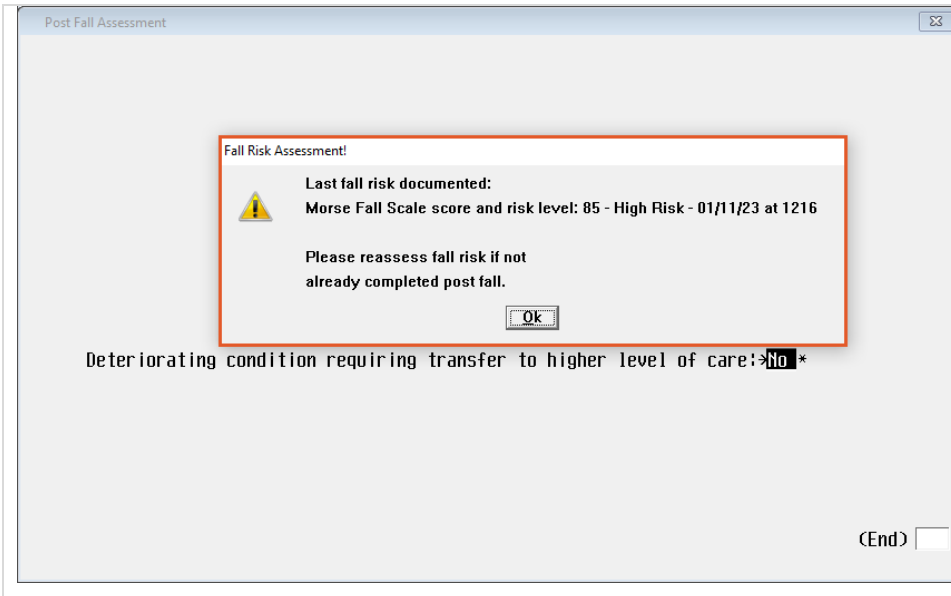 Post Fall Assessment
Fall Risk Assessment!
Last fall risk documented:
Morse Fall Scale score and risk level: 85 - High Risk - 01/11/23 at 1216
Please reassess fall risk if not
already completed post fall.
Ok
Deteriorating condition requiring transfer to higher level of care:→No *
(End)